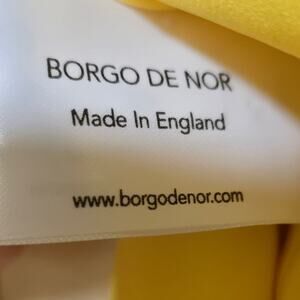 BORGO DE NOR
Made In England
www.borgodenor.com